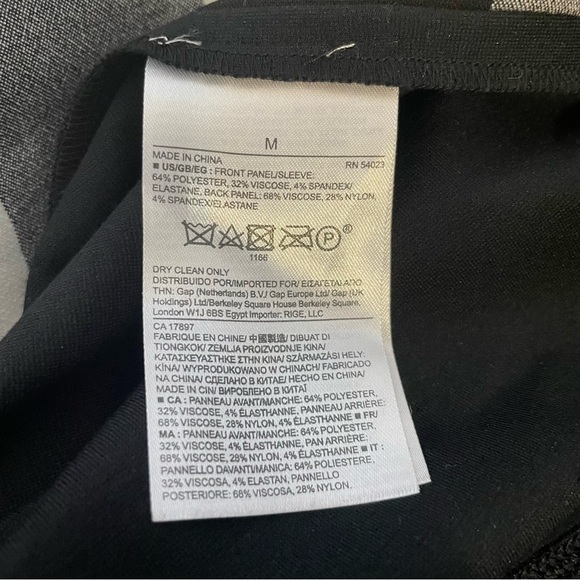 M
MADE IN CHINA RN 54023
■ US/GB/EG : FRONT PANEL/SLEEVE:
64% POLYESTER, 32% VISCOSE, 4% SPANDEX/
ELASTANE, BACK PANEL: 68% VISCOSE, 28% NYLON,
4% SPANDEX/ELASTANE
P ®
1166
DRY CLEAN ONLY
DISTRIBUIDO POR/IMPORTED FOR/ ΕΙΣΑΓΕΤΑΙ ΑΠΟ
ΤΗΝ: Gap (Netherlands) B.V./ Gap Europe Ltd/ Gap (UK
Holdings) Ltd/Berkeley Square House Berkeley Square,
London W1J 6BS Egypt Importer: RIGE, LLC
CA 17897
FABRIQUE EN CHINE/ 中國製造/ DIBUAT DI
TIONGKOK/ ZEMLJA PROIZVODNJE KINA/
ΚΑΤΑΣΚΕΥΑΣΤΗΚΕ ΣΤΗΝ ΚΙΝΑ/ SZÁRMAZÁSI HELY:
KÍNA/ WYPRODUKOWANO W CHINACH/ FABRICADO
NA CHINA/ СДЕЛАНО В КИТАЕ/ HECHO EN CHINA/
MADE IN CIN/ ВИРОБЛЕНО В КИТАЇ
■ CA : PANNEAU AVANT/MANCHE: 64% POLYESTER,
32% VISCOSE, 4% ÉLASTHANNE, PANNEAU ARRIÈRE:
68% VISCOSE, 28% NYLON, 4% ÉLASTHANNE ■ FR/
MA : PANNEAU AVANT/MANCHE: 64% POLYESTER,
32% VISCOSE, 4% ÉLASTHANNE, PAN ARRIÈRE:
68% VISCOSE, 28% NYLON, 4% ÉLASTHANNE ■ IT :
PANNELLO DAVANTI/MANICA: 64% POLIESTERE,
32% VISCOSA, 4% ELASTAN, PANNELLO
POSTERIORE: 68% VISCOSA, 28% NYLON,